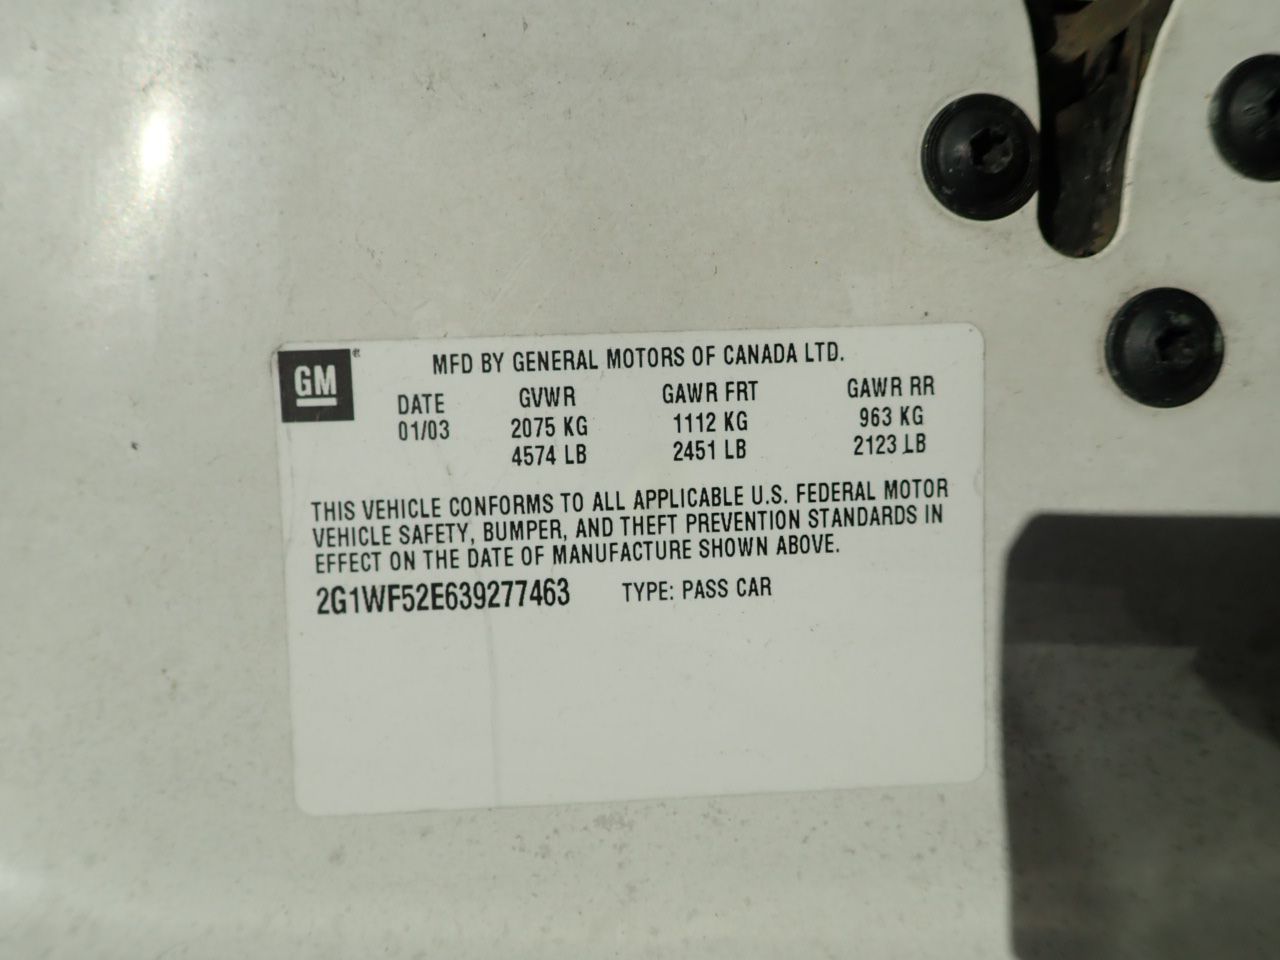 GM®
MFD BY GENERAL MOTORS OF CANADA LTD.
DATE GVWR GAWR FRT GAWR RR
01/03 2075 KG 1112 KG 963 KG
4574 LB 2451 LB 2123 LB
THIS VEHICLE CONFORMS TO ALL APPLICABLE U.S. FEDERAL MOTOR
VEHICLE SAFETY, BUMPER, AND THEFT PREVENTION STANDARDS IN
EFFECT ON THE DATE OF MANUFACTURE SHOWN ABOVE.
2G1WF52E639277463 TYPE: PASS CAR